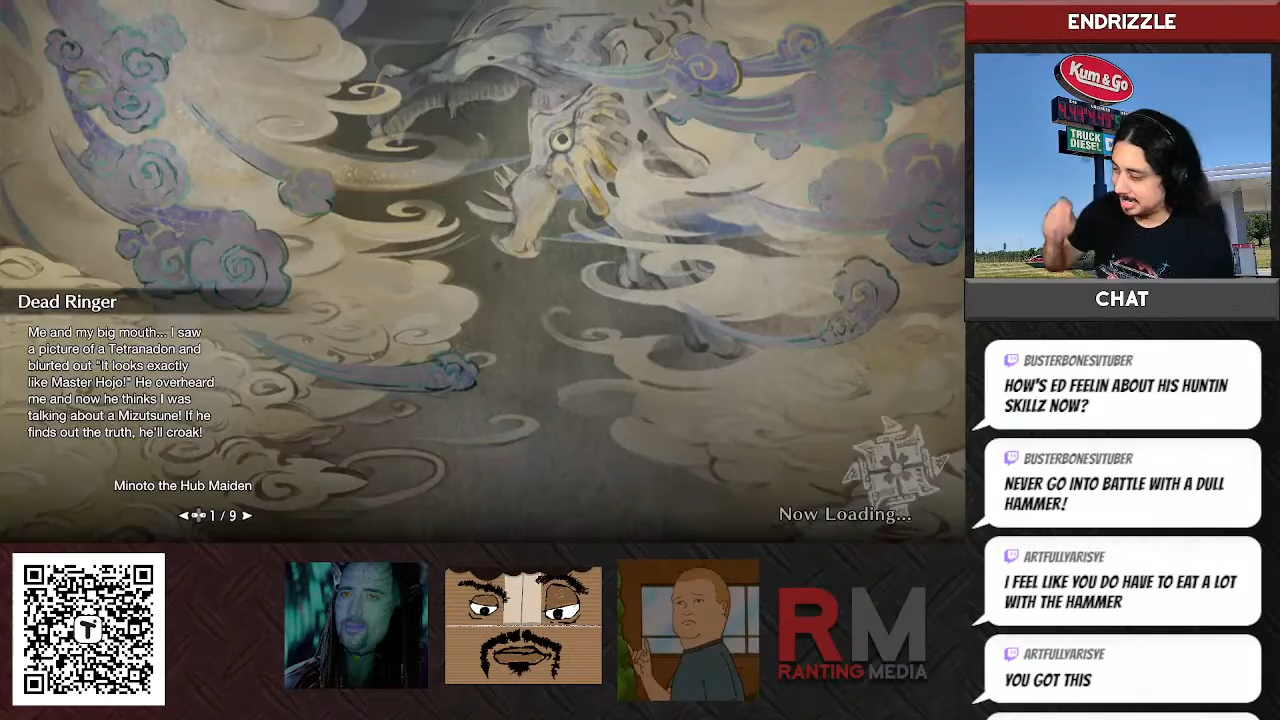 ENDRIZZLE
Kum & Go
TRUCK
DIESEL
CHAT
Dead Ringer
Me and my big mouth... I saw
a picture of a Tetranadon and
blurted out "It looks exactly
like Master Hojo!" He overheard
me and now he thinks I was
talking about a Mizutsune! If he
finds out the truth, he'll croak!
Minoto the Hub Maiden
1 / 9
Now Loading...
BUSTERBONESVTUBER
HOW'S ED FEELIN ABOUT HIS HUNTIN
SKILLZ NOW?
BUSTERBONESVTUBER
NEVER GO INTO BATTLE WITH A DULL
HAMMER!
ARTFULLYARISYE
I FEEL LIKE YOU DO HAVE TO EAT A LOT
WITH THE HAMMER
ARTFULLYARISYE
YOU GOT THIS
RM
RANTING MEDIA